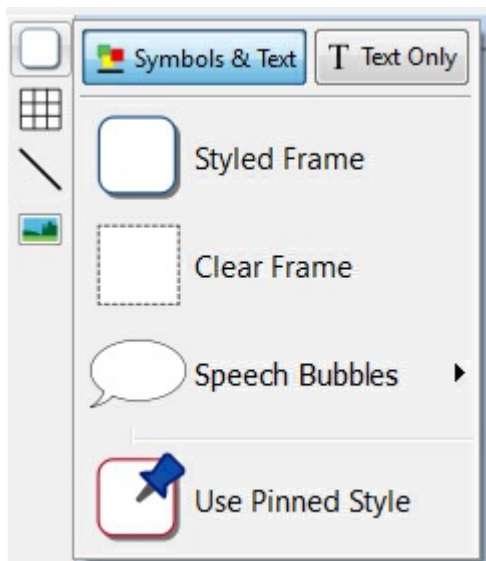 Symbols & Text
T Text Only
Styled Frame
Clear Frame
Speech Bubbles
Use Pinned Style